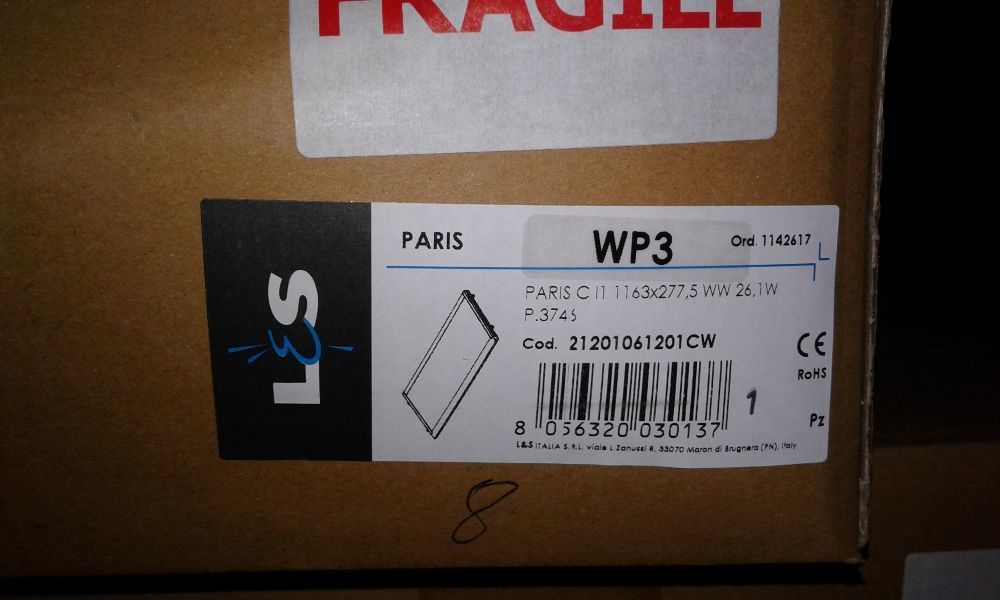 FRAGILE
L&S
PARIS
WP3
Ord. 1142617
PARIS C I1 1163x277,5 WW 26,1W
P.3746
Cod. 21201061201CW
CE
RoHS
8 056320 030137
1
Pz
L&S ITALIA S.R.L. viale L Zanussi 8, 33070 Maron di Brugnera (PN), Italy
8